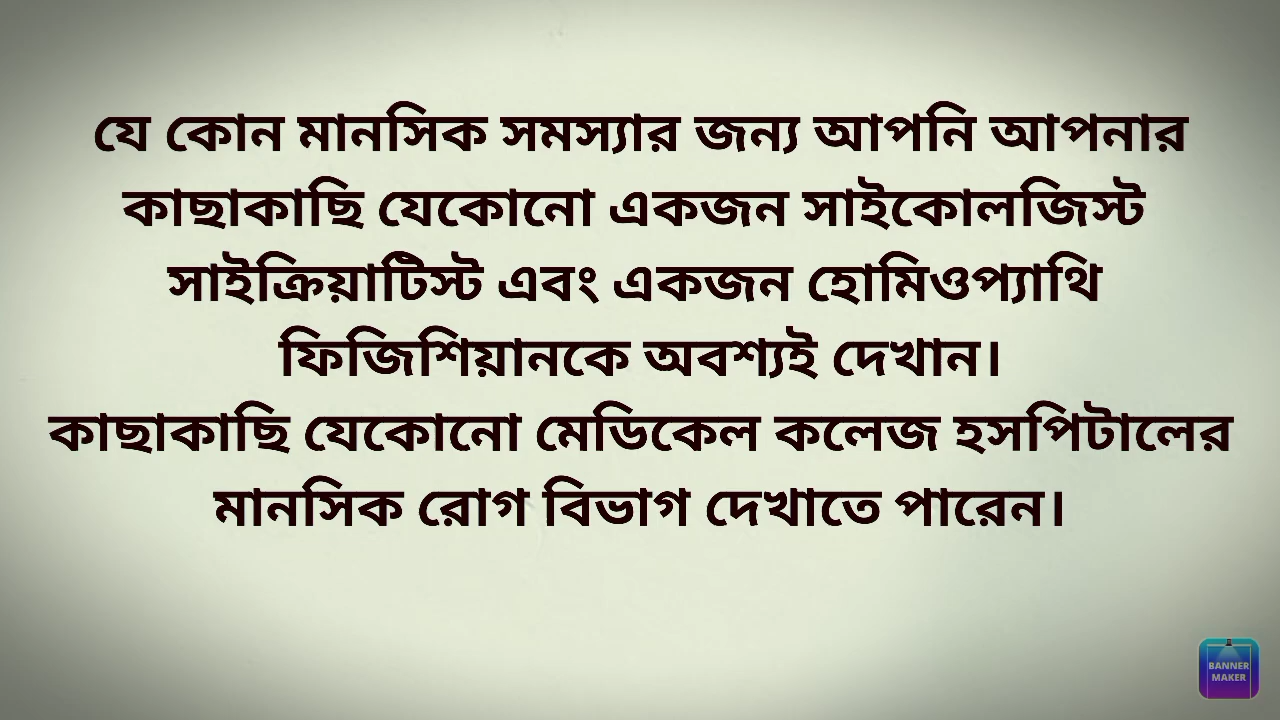 যে কোন মানসিক সমস্যার জন্য আপনি আপনার
কাছাকাছি যেকোনো একজন সাইকোলজিস্ট
সাইক্রিয়াটিস্ট এবং একজন হোমিওপ্যাথি
ফিজিশিয়ানকে অবশ্যই দেখান।
কাছাকাছি যেকোনো মেডিকেল কলেজ হসপিটালের
মানসিক রোগ বিভাগ দেখাতে পারেন।
BANNER
MAKER